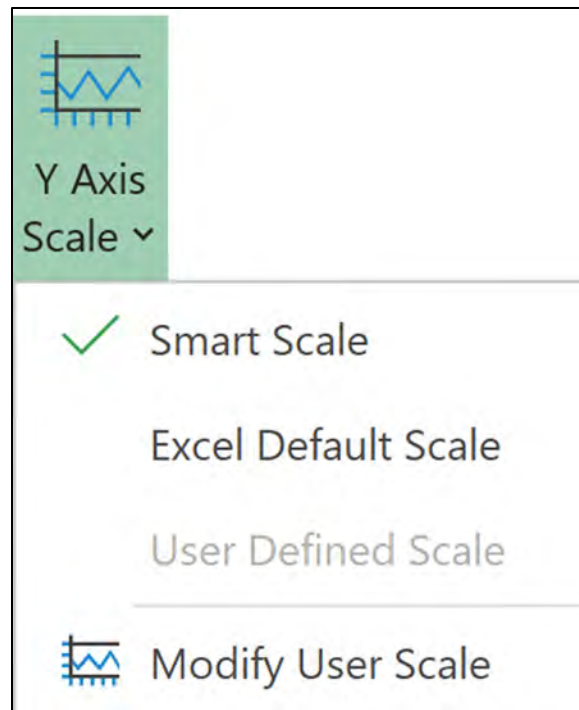 Y Axis
Scale
Smart Scale
Excel Default Scale
User Defined Scale
Modify User Scale